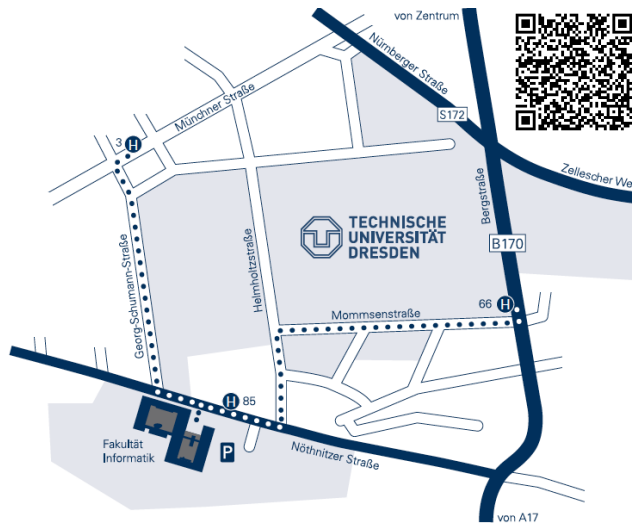 von Zentrum
Nürnberger Straße
S172
Münchner Straße
3 H
Zellescher We
Bergstraße
TECHNISCHE
UNIVERSITÄT
DRESDEN
B170
Helmholtzstraße
Georg-Schumann-Straße
66 H
Mommsenstraße
H 85
Fakultät
Informatik
P
Nöthnitzer Straße
von A17